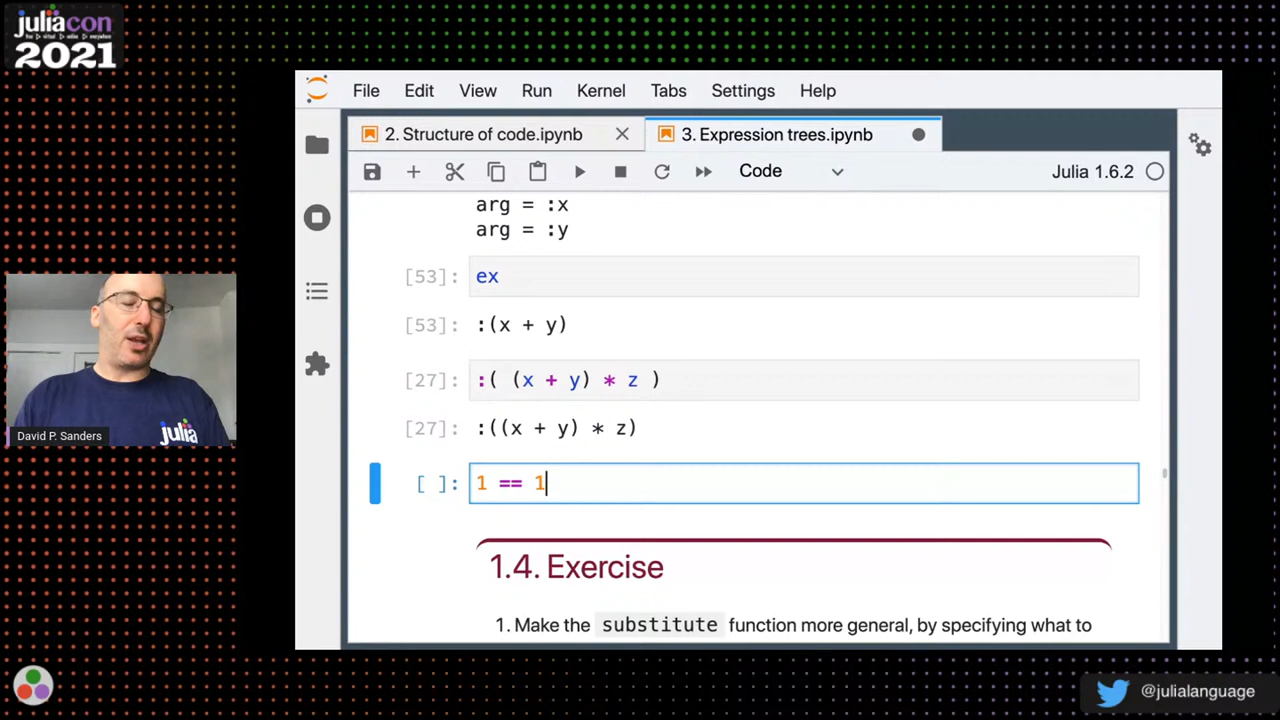 juliacon
2021
File Edit View Run Kernel Tabs Settings Help
2. Structure of code.ipynb
3. Expression trees.ipynb
Code
Julia 1.6.2
arg = :x
arg = :y
[53]: ex
[53]: :(x + y)
[27]: :( (x + y) * z )
[27]: :((x + y) * z)
[ ]: 1 == 1
1.4. Exercise
1. Make the substitute function more general, by specifying what to
David P. Sanders
julia
@julialanguage